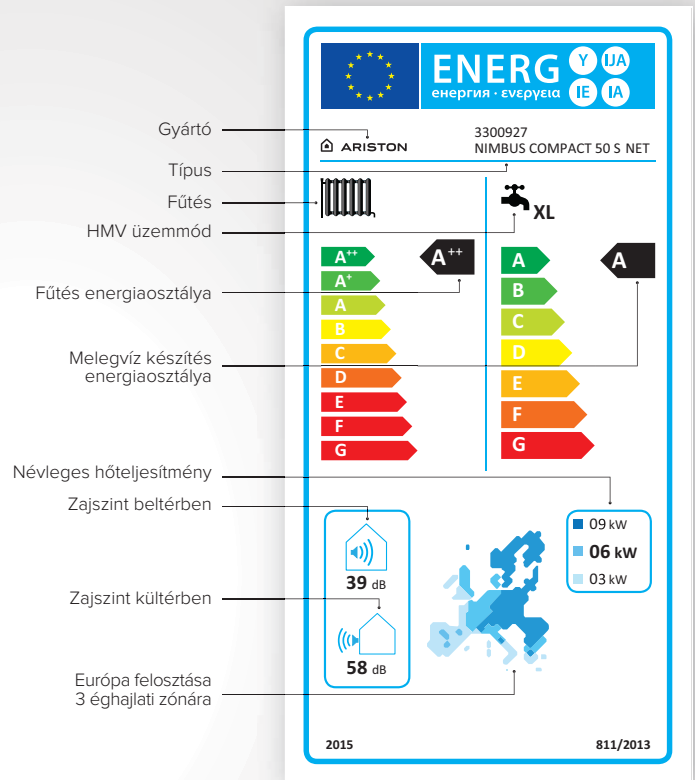 ENERG Y IJA
енергия · ενεργεια IE IA
Gyártó
ARISTON
3300927
NIMBUS COMPACT 50 S NET
Típus
Fűtés
HMV üzemmód
XL
A++
A+
A
B
C
D
E
F
G
A++
A
B
C
D
E
F
G
A
Fűtés energiaosztálya
Melegvíz készítés
energiaosztálya
Névleges hőteljesítmény
Zajszint beltérben
39 dB
Zajszint kültérben
58 dB
09 kW
06 kW
03 kW
Európa felosztása
3 éghajlati zónára
2015
811/2013